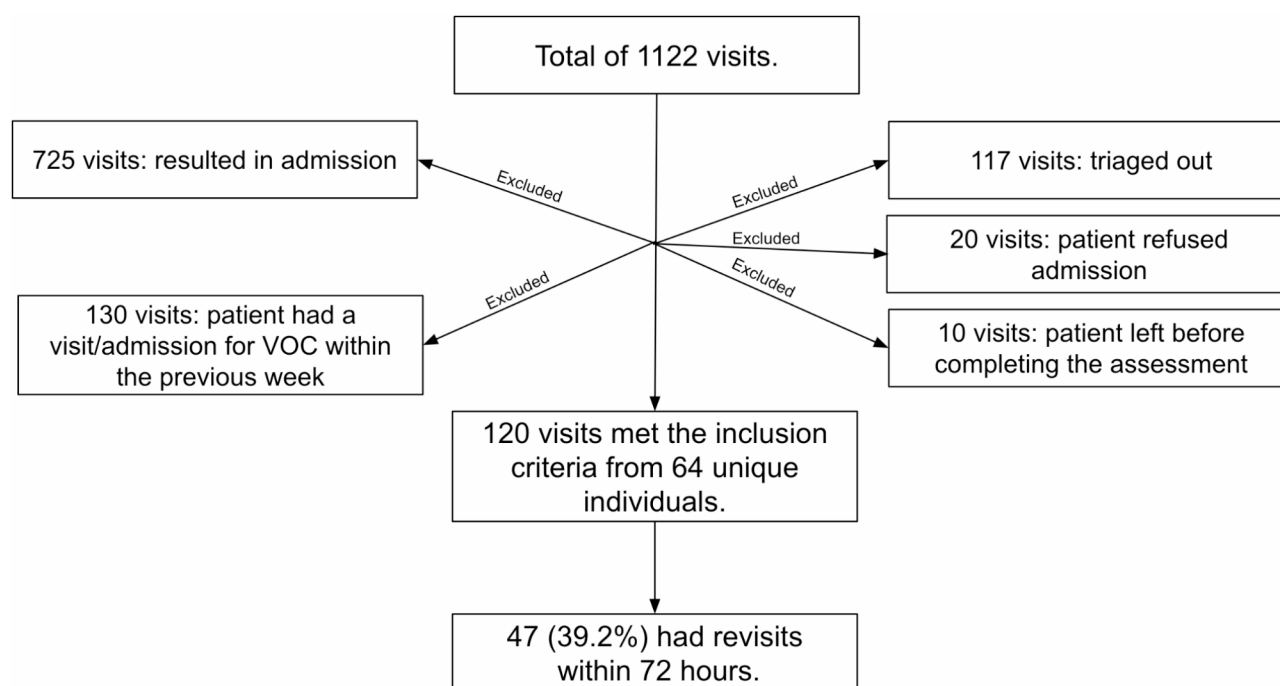 Total of 1122 visits.
725 visits: resulted in admission
117 visits: triaged out
Excluded
Excluded
Excluded
20 visits: patient refused
admission
Excluded
Excluded
130 visits: patient had a
visit/admission for VOC within
the previous week
10 visits: patient left before
completing the assessment
120 visits met the inclusion
criteria from 64 unique
individuals.
47 (39.2%) had revisits
within 72 hours.